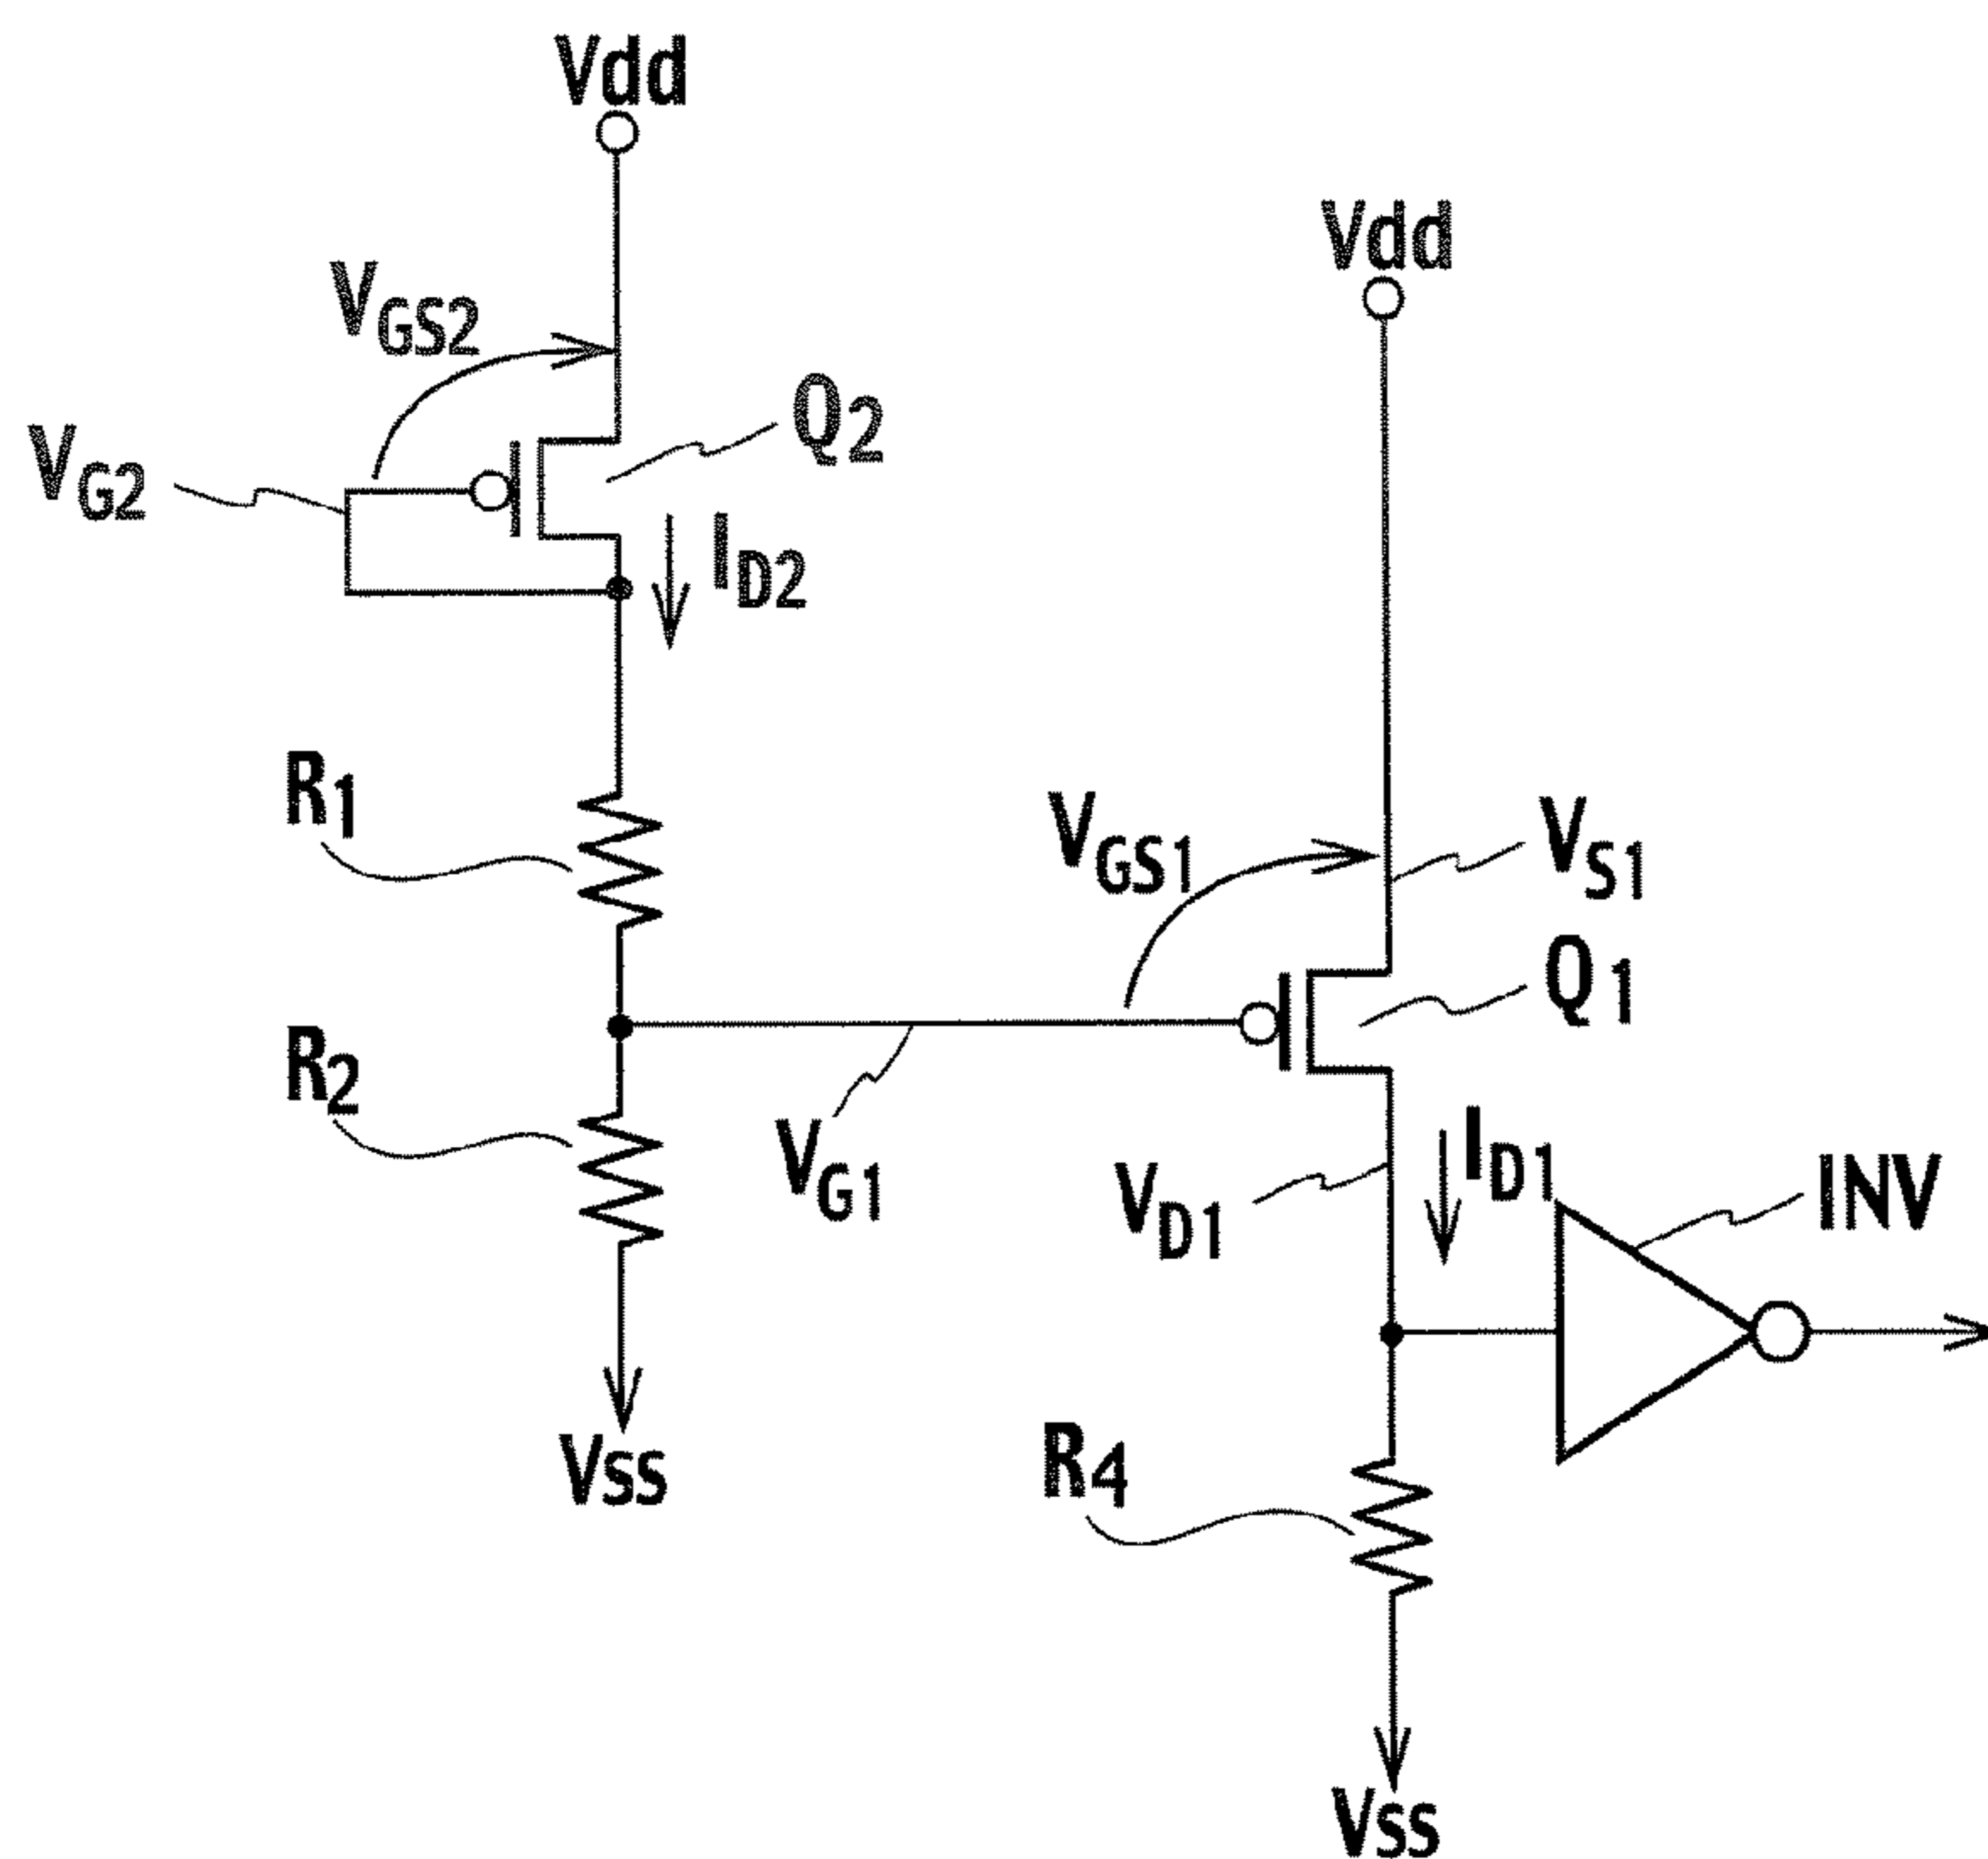 Vdd
Vdd
VGS2
Q2
VG2
ID2
R1
VGS1
VS1
Q1
R2
VG1
VD1
ID1
INV
R4
VSS
VSS